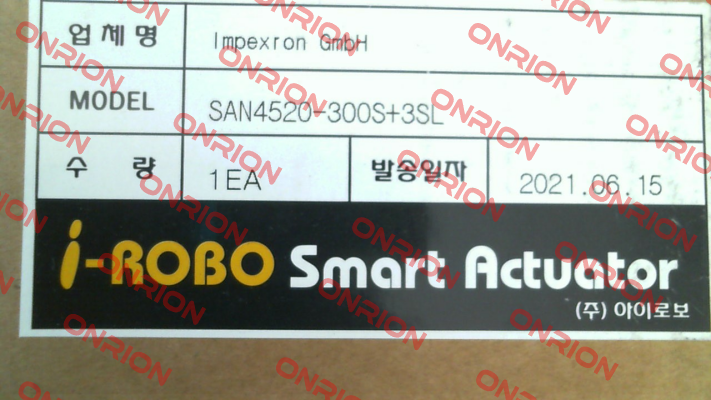 업체명 Impexron GmbH
MODEL SAN4520-300S+3SL
수 량 1EA 발송일자 2021.06.15
i-ROBO Smart Actuator
(주) 아이로보
ONRION